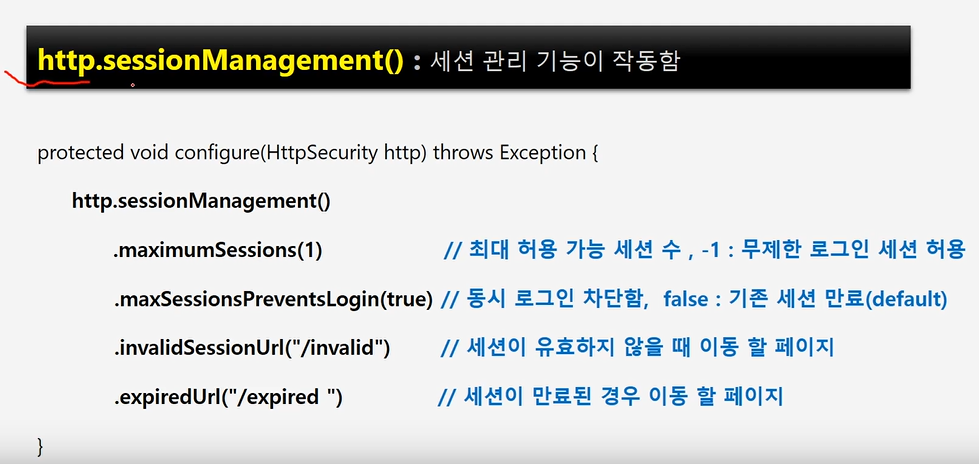 http.sessionManagement() : 세션 관리 기능이 작동함
protected void configure(HttpSecurity http) throws Exception {
http.sessionManagement()
.maximumSessions(1) // 최대 허용 가능 세션 수 , -1 : 무제한 로그인 세션 허용
.maxSessionsPreventsLogin(true) // 동시 로그인 차단함, false : 기존 세션 만료(default)
.invalidSessionUrl("/invalid") // 세션이 유효하지 않을 때 이동 할 페이지
.expiredUrl("/expired ") // 세션이 만료된 경우 이동 할 페이지
}